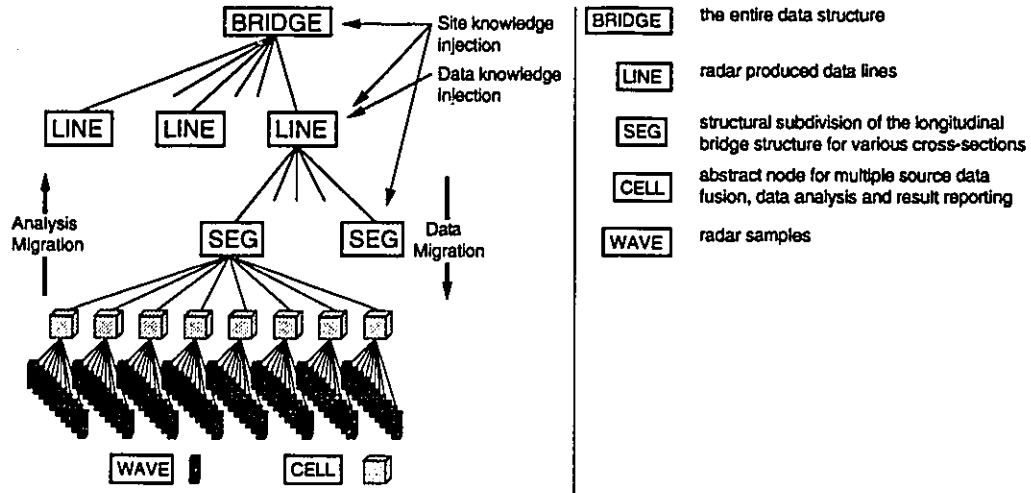 BRIDGE
Site knowledge
injection
Data knowledge
injection
LINE
LINE
LINE
Analysis
Migration
SEG
SEG
Data
Migration
WAVE
CELL
BRIDGE
the entire data structure
LINE
radar produced data lines
SEG
structural subdivision of the longitudinal
bridge structure for various cross-sections
CELL
abstract node for multiple source data
fusion, data analysis and result reporting
WAVE
radar samples